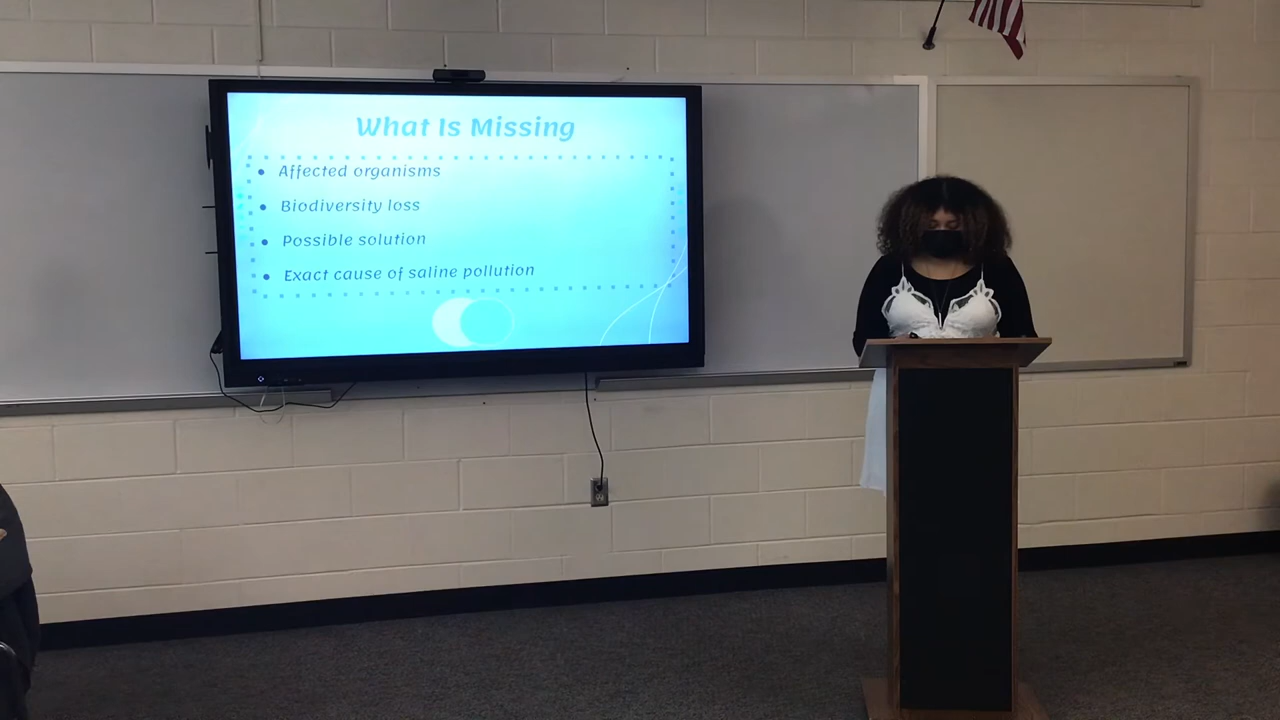 What Is Missing
Affected organisms
Biodiversity loss
Possible solution
Exact cause of saline pollution